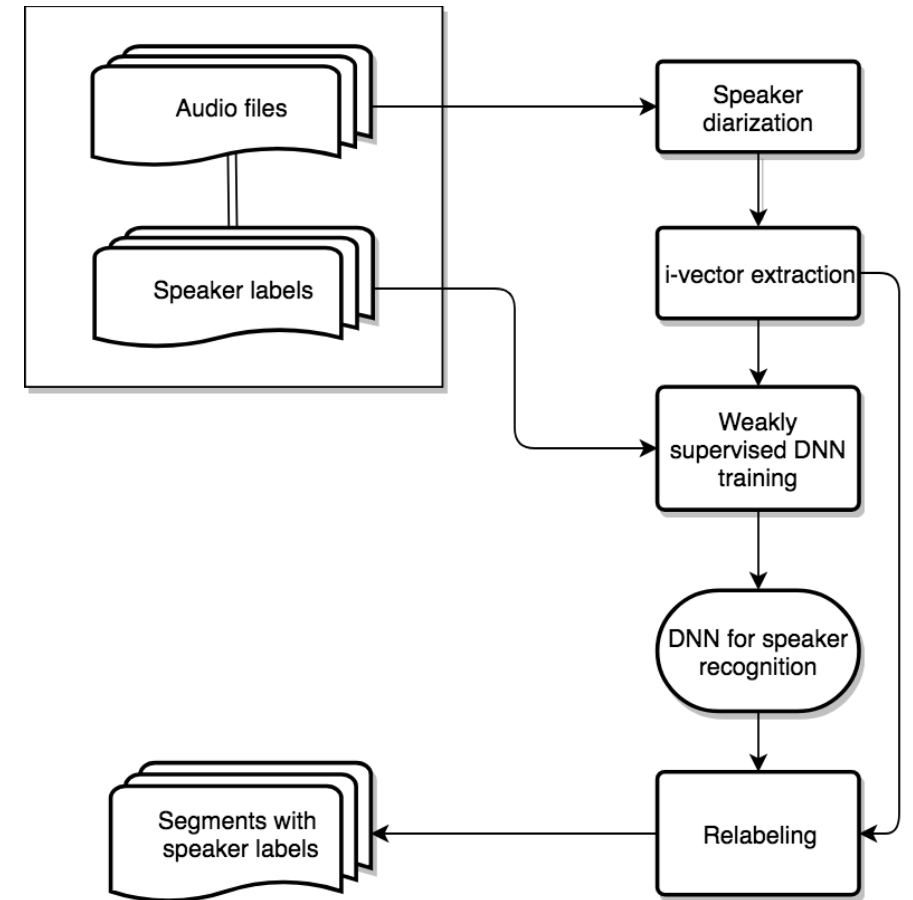 Audio files
Speaker
diarization
Speaker labels
i-vector extraction
Weakly
supervised DNN
training
DNN for speaker
recognition
Segments with
speaker labels
Relabeling